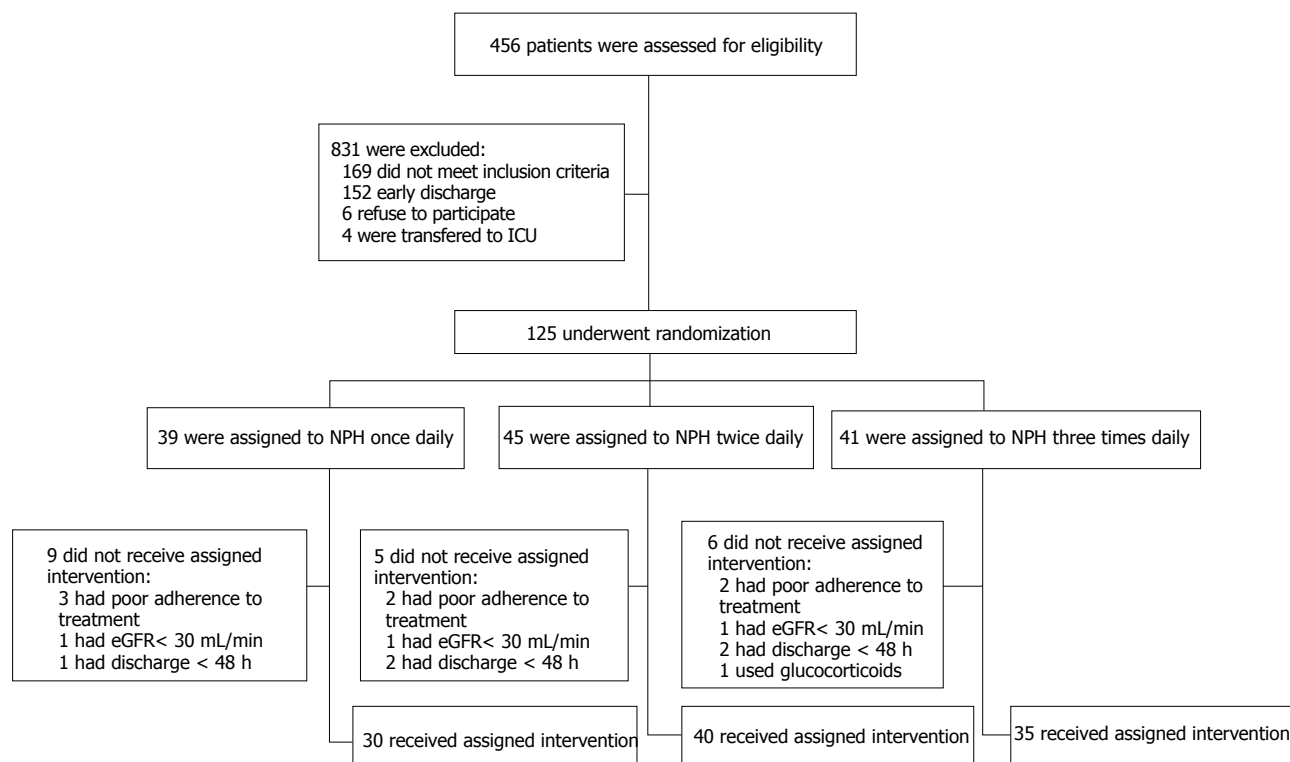 456 patients were assessed for eligibility
831 were excluded:
169 did not meet inclusion criteria
152 early discharge
6 refuse to participate
4 were transfered to ICU
125 underwent randomization
39 were assigned to NPH once daily
45 were assigned to NPH twice daily
41 were assigned to NPH three times daily
9 did not receive assigned
intervention:
3 had poor adherence to
treatment
1 had eGFR< 30 mL/min
1 had discharge < 48 h
5 did not receive assigned
intervention:
2 had poor adherence to
treatment
1 had eGFR< 30 mL/min
2 had discharge < 48 h
6 did not receive assigned
intervention:
2 had poor adherence to
treatment
1 had eGFR< 30 mL/min
2 had discharge < 48 h
1 used glucocorticoids
30 received assigned intervention
40 received assigned intervention
35 received assigned intervention